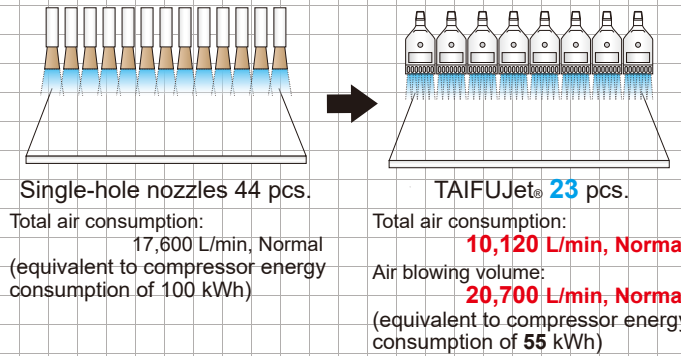 Single-hole nozzles 44 pcs.
Total air consumption:
17,600 L/min, Normal
(equivalent to compressor energy
consumption of 100 kWh)
TAIFUJet® 23 pcs.
Total air consumption:
10,120 L/min, Norma
Air blowing volume:
20,700 L/min, Norma
(equivalent to compressor energy
consumption of 55 kWh)